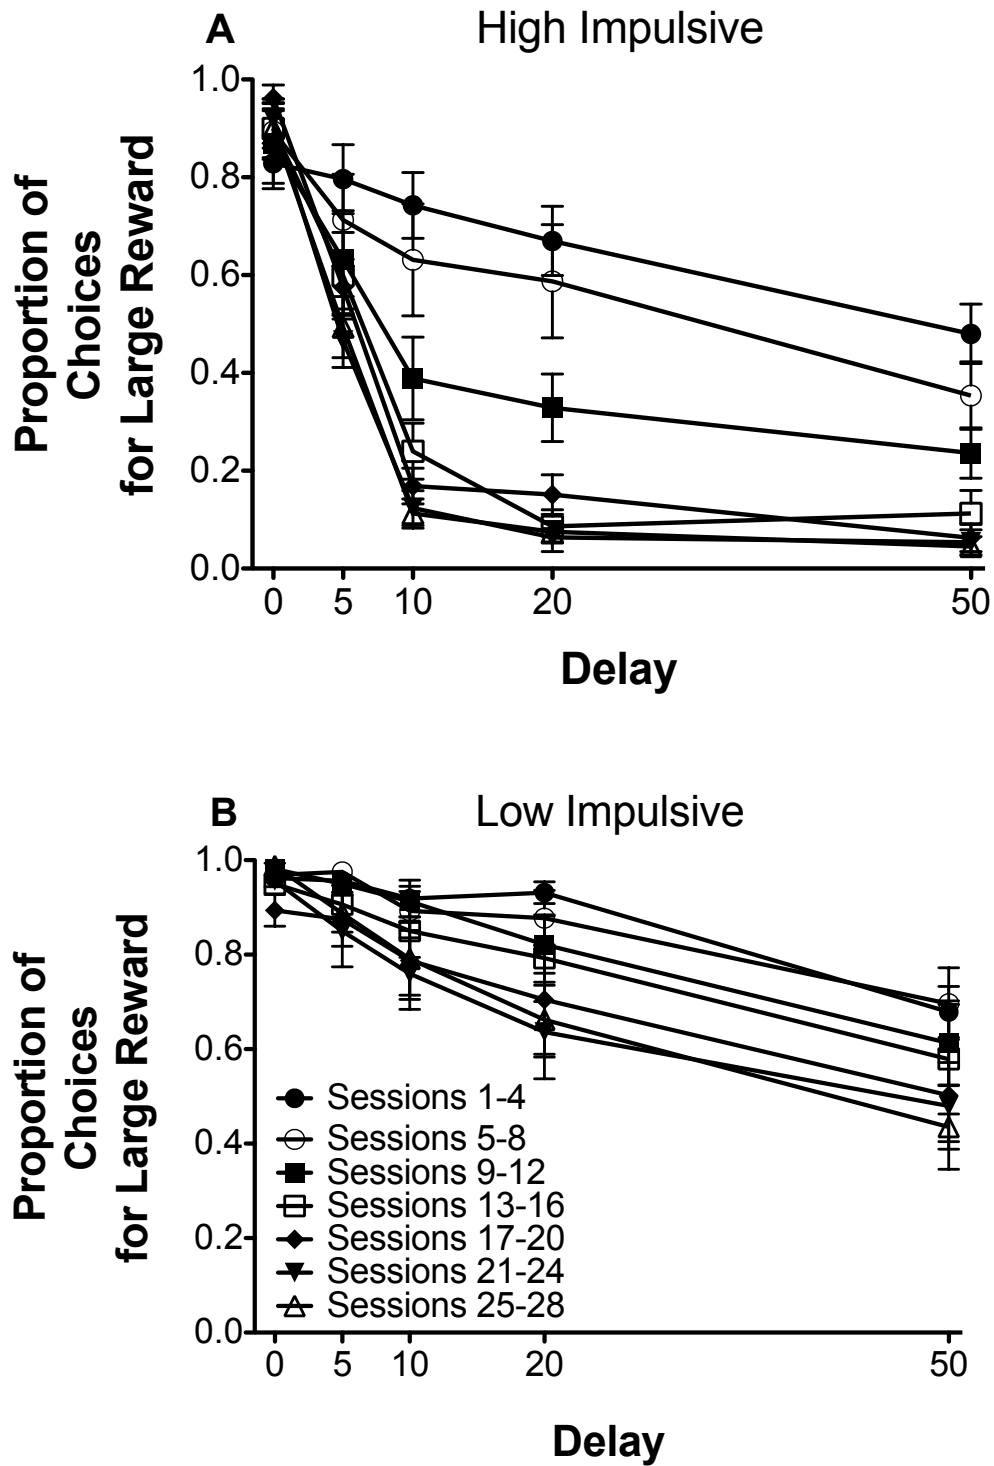 A
High Impulsive
Proportion of
Choices
for Large Reward
1.0
0.8
0.6
0.4
0.2
0.0
0 5 10 20 50
Delay
B
Low Impulsive
Proportion of
Choices
for Large Reward
1.0
0.8
0.6
0.4
0.2
0.0
Sessions 1-4
Sessions 5-8
Sessions 9-12
Sessions 13-16
Sessions 17-20
Sessions 21-24
Sessions 25-28
0 5 10 20 50
Delay